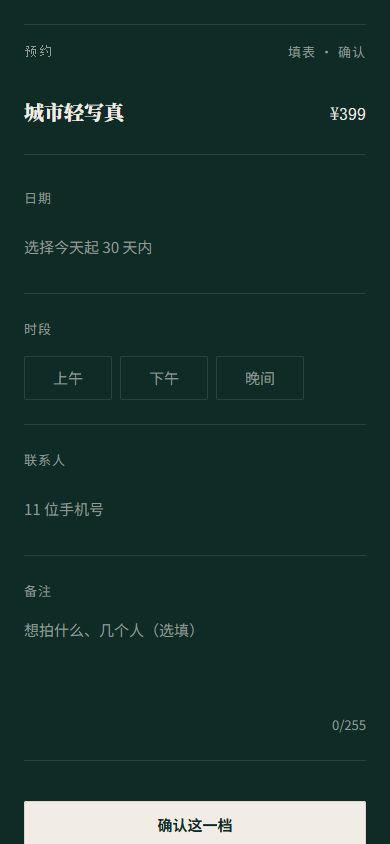 预约
填表 · 确认
城市轻写真
¥399
日期
选择今天起 30 天内
时段
上午
下午
晚间
联系人
11 位手机号
备注
想拍什么、几个人（选填）
0/255
确认这一档